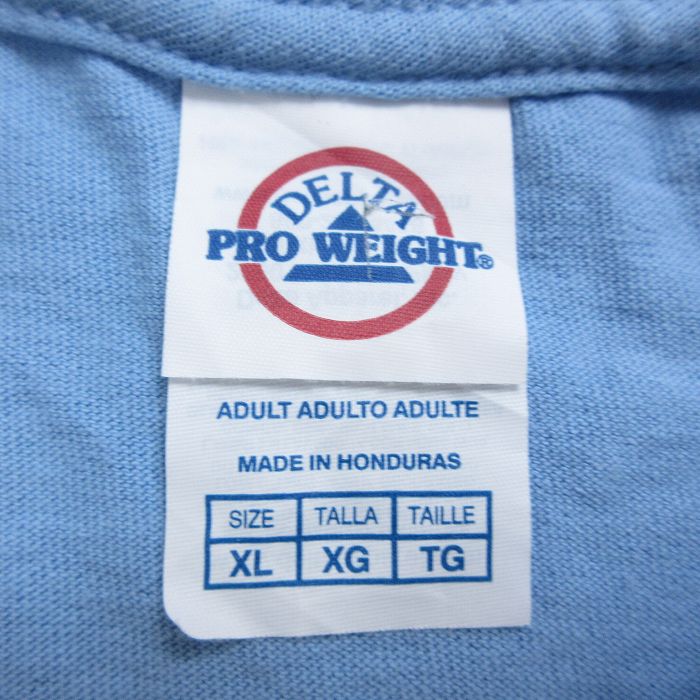 DELTA
PRO WEIGHT®
ADULT ADULTO ADULTE
MADE IN HONDURAS
SIZE TALLA TAILLE
XL XG TG